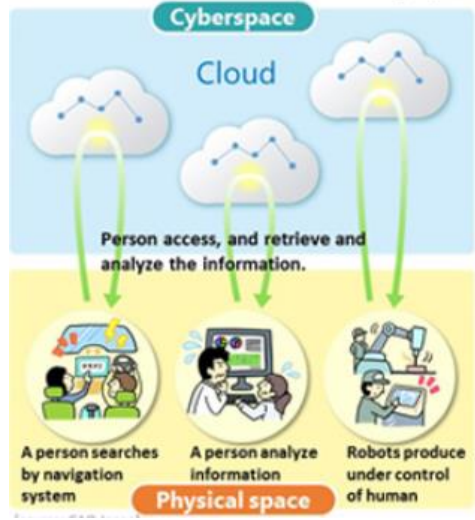 Cyberspace
Cloud
Person access, and retrieve and
analyze the information.
A person searches
by navigation
system
A person analyze
information
Robots produce
under control
of human
Physical space